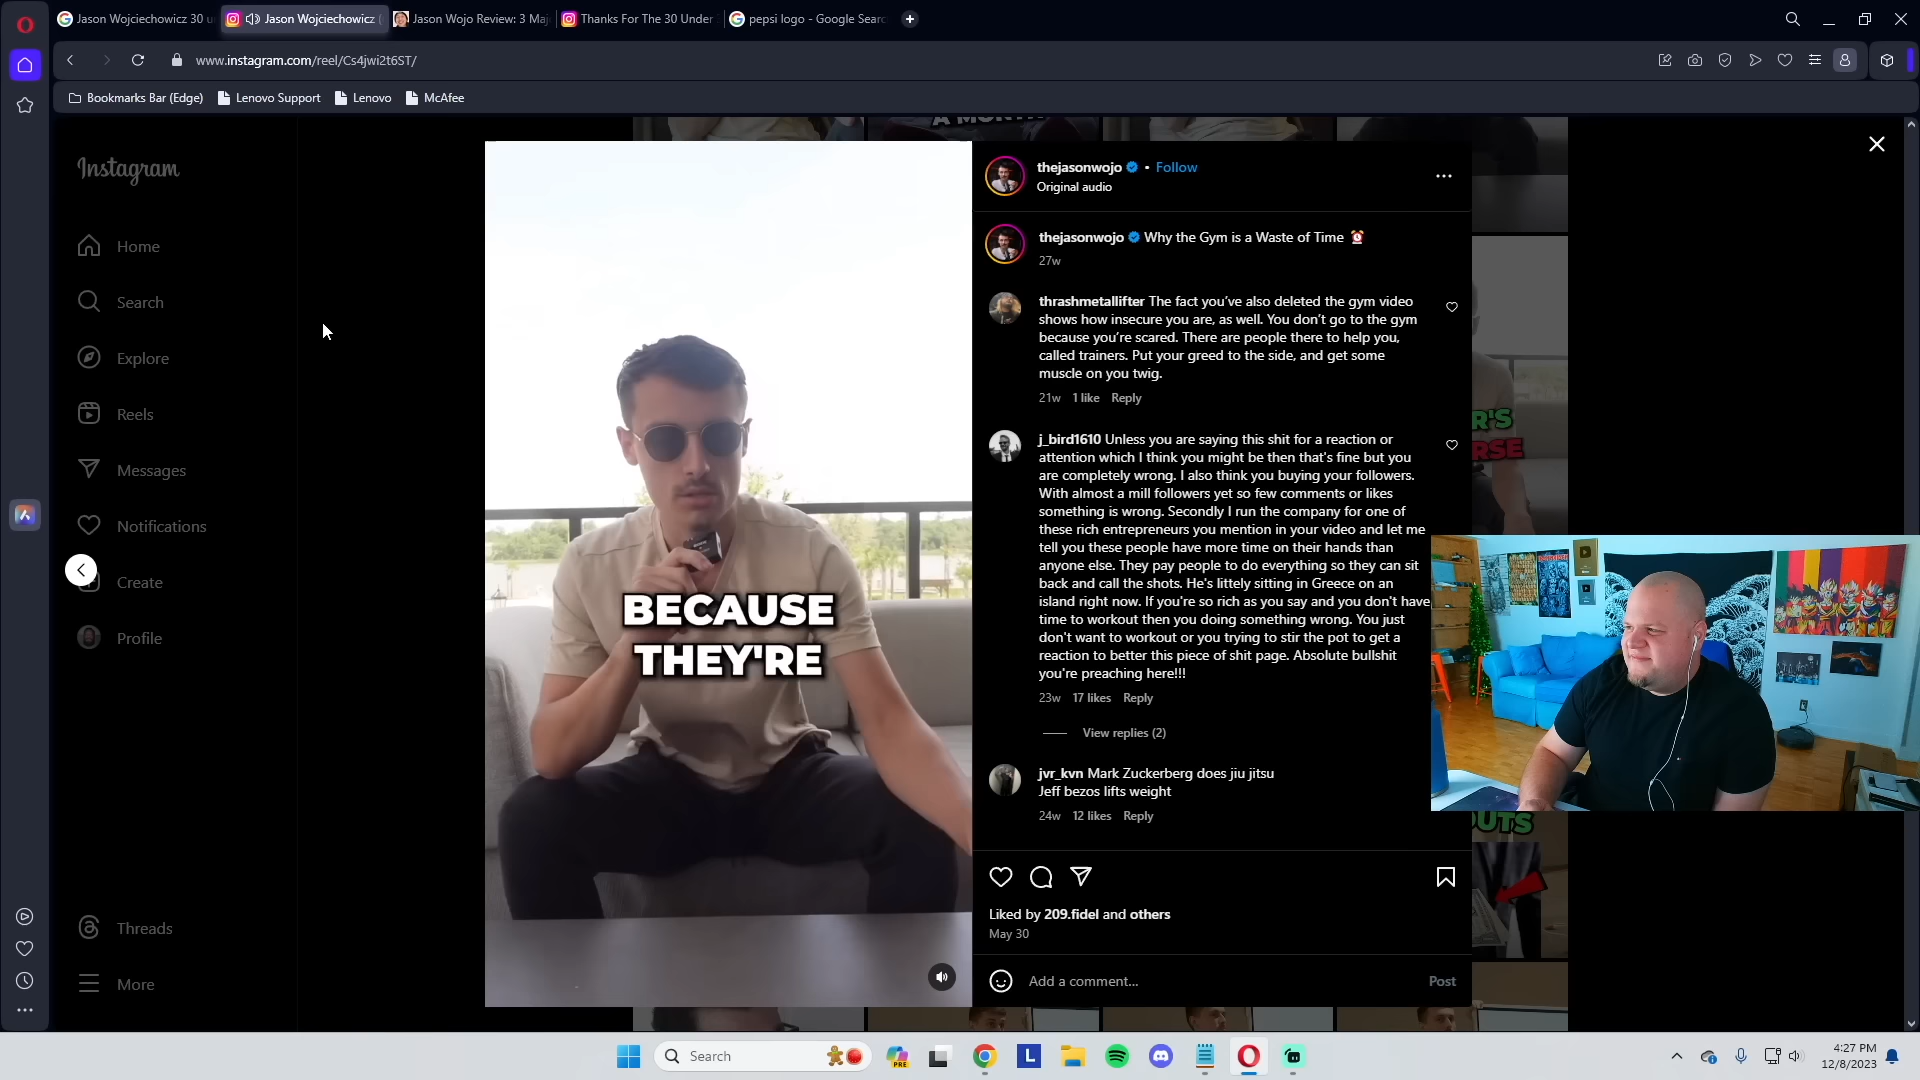 Jason Wojciechowicz 30 u
Jason Wojciechowicz (
Jason Wojo Review: 3 Maj
Thanks For The 30 Under 3
pepsi logo - Google Searc
www.instagram.com/reel/Cs4jwi2t6ST/
Bookmarks Bar (Edge)
Lenovo Support
Lenovo
McAfee
A MONTH
Instagram
Home
Search
Explore
Reels
Messages
Notifications
Create
Profile
Threads
More
BECAUSE
THEY'RE
thejasonwojo • Follow
Original audio
thejasonwojo Why the Gym is a Waste of Time ⏰
27w
thrashmetallifter The fact you've also deleted the gym video
shows how insecure you are, as well. You don't go to the gym
because you're scared. There are people there to help you,
called trainers. Put your greed to the side, and get some
muscle on you twig.
21w 1 like Reply
j_bird1610 Unless you are saying this shit for a reaction or
attention which I think you might be then that's fine but you
are completely wrong. I also think you buying your followers.
With almost a mill followers yet so few comments or likes
something is wrong. Secondly I run the company for one of
these rich entrepreneurs you mention in your video and let me
tell you these people have more time on their hands than
anyone else. They pay people to do everything so they can sit
back and call the shots. He's littely sitting in Greece on an
island right now. If you're so rich as you say and you don't have
time to workout then you doing something wrong. You just
don't want to workout or you trying to stir the pot to get a
reaction to better this piece of shit page. Absolute bullshit
you're preaching here!!!
23w 17 likes Reply
View replies (2)
jvr_kvn Mark Zuckerberg does jiu jitsu
Jeff bezos lifts weight
24w 12 likes Reply
Liked by 209.fidel and others
May 30
Add a comment...
Post
R'S
RSE
OUTS
Search
PRE
L
4:27 PM
12/8/2023